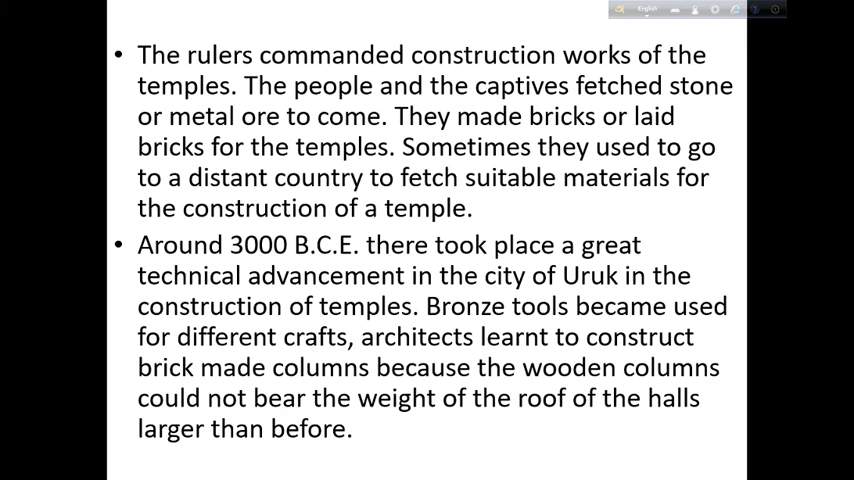 English
• The rulers commanded construction works of the
temples. The people and the captives fetched stone
or metal ore to come. They made bricks or laid
bricks for the temples. Sometimes they used to go
to a distant country to fetch suitable materials for
the construction of a temple.
• Around 3000 B.C.E. there took place a great
technical advancement in the city of Uruk in the
construction of temples. Bronze tools became used
for different crafts, architects learnt to construct
brick made columns because the wooden columns
could not bear the weight of the roof of the halls
larger than before.